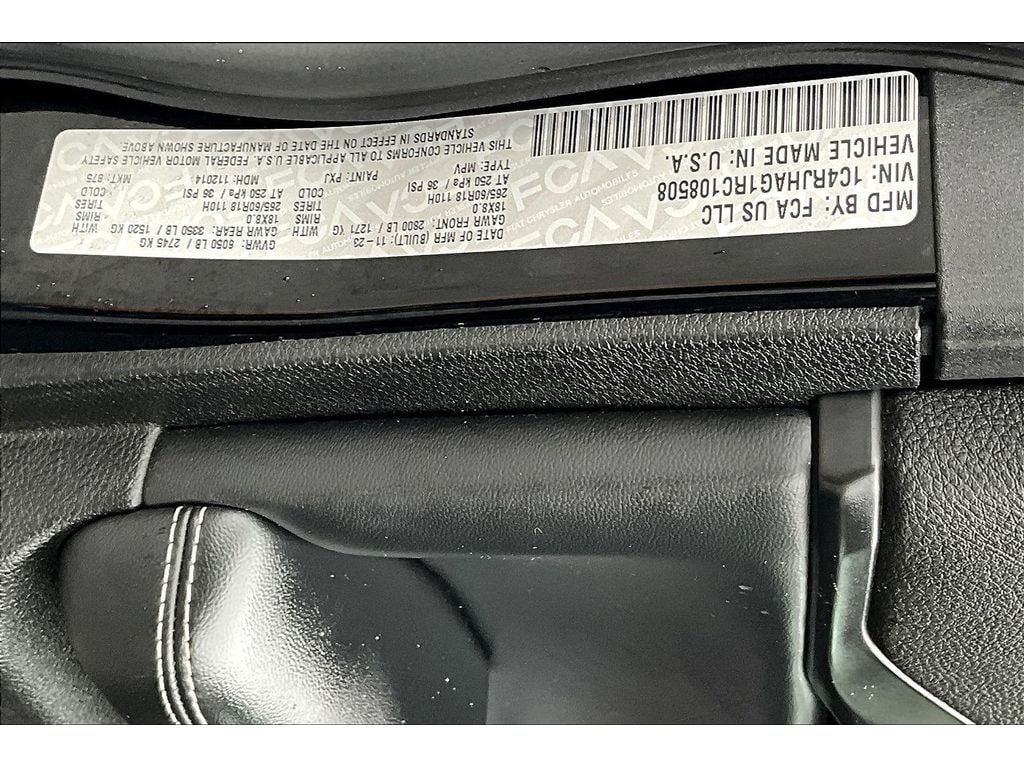 MFD BY: FCA US LLC
VIN: 1C4RJHAG1RC108508
VEHICLE MADE IN: U.S.A.
DATE OF MFR (BUILT): 11-23
GVWR: 6050 LB / 2745 KG
GAWR FRONT: 2800 LB / 1271 KG WITH
GAWR REAR: 3350 LB / 1520 KG WITH
18X8.0 RIMS
18X8.0 RIMS
265/60R18 110H TIRES
265/60R18 110H TIRES
AT 250 kPa / 36 PSI COLD
AT 250 kPa / 36 PSI COLD
TYPE: MPV
PAINT: PXJ
MKT: 875
THIS VEHICLE CONFORMS TO ALL APPLICABLE U.S.A. FEDERAL MOTOR VEHICLE SAFETY
STANDARDS IN EFFECT ON THE DATE OF MANUFACTURE SHOWN ABOVE